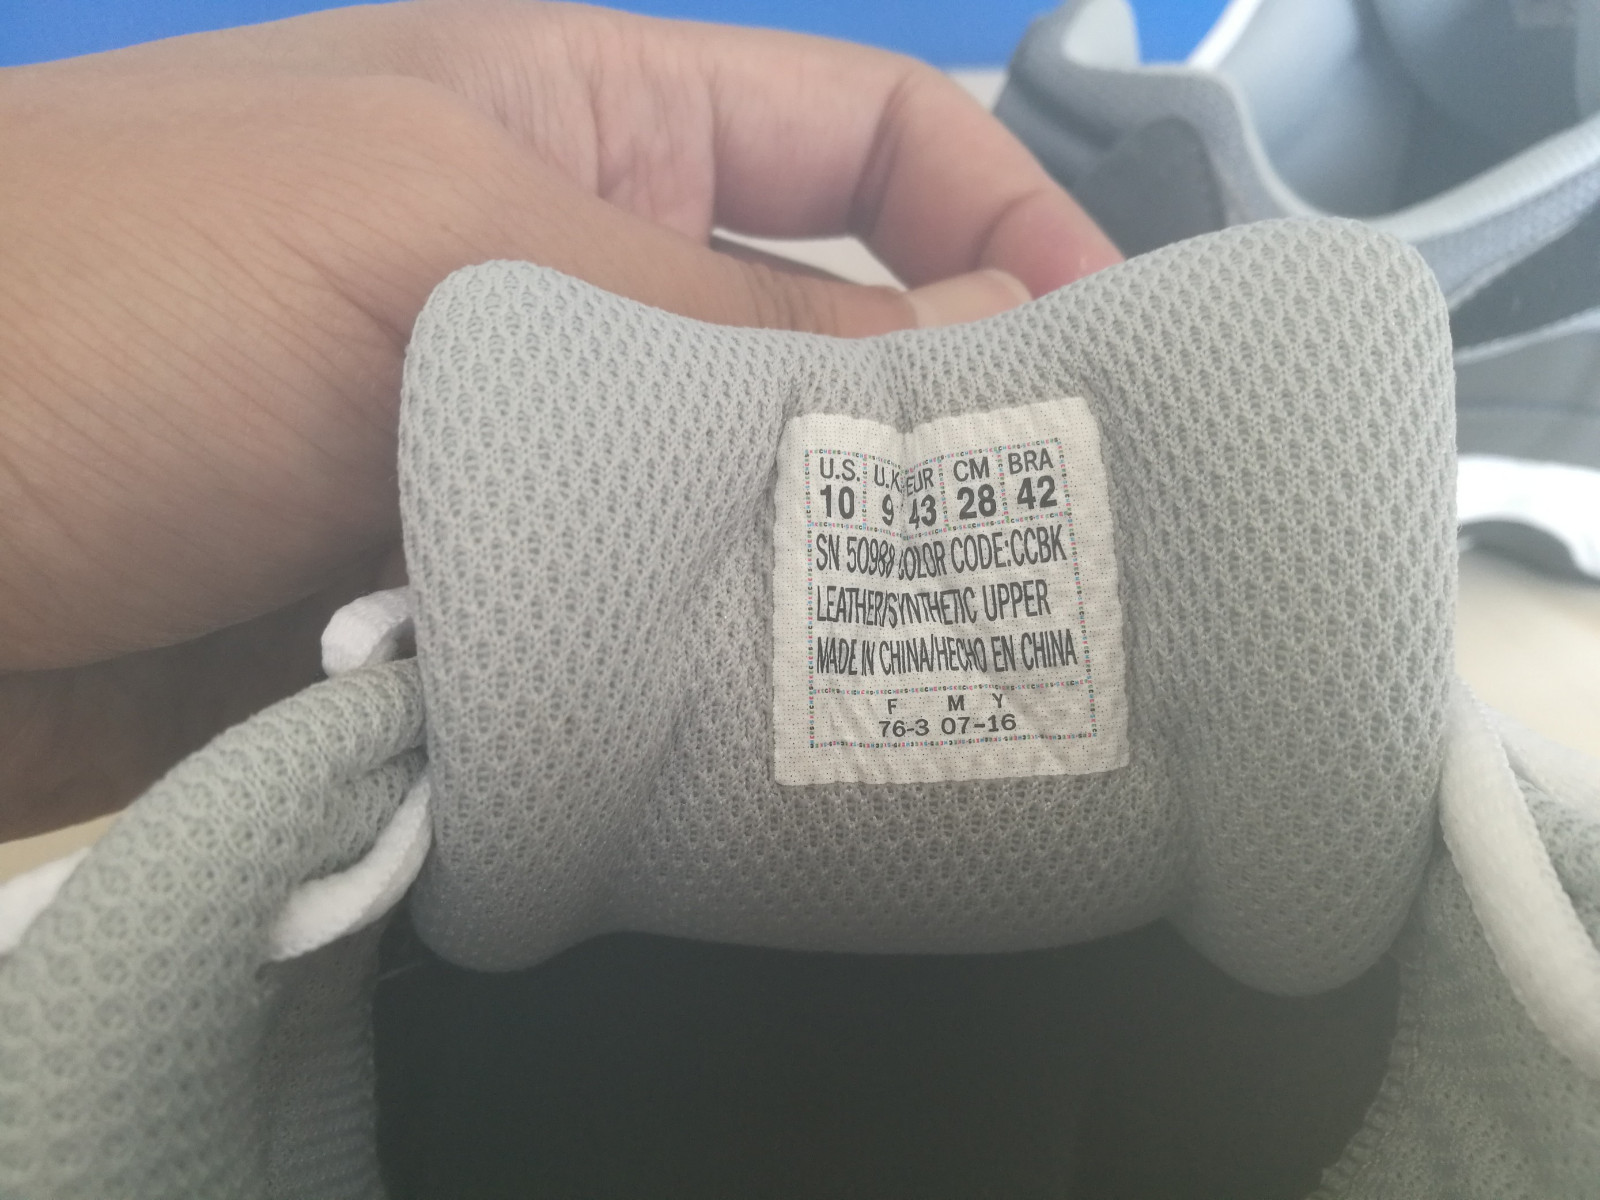 U.S. U.K EUR CM BRA
10 9 43 28 42
SN COLOR CODE:CCBK
LEATHER/SYNTHETIC UPPER
MADE IN CHINA/HECHO EN CHINA
F M Y
76-3 07-16